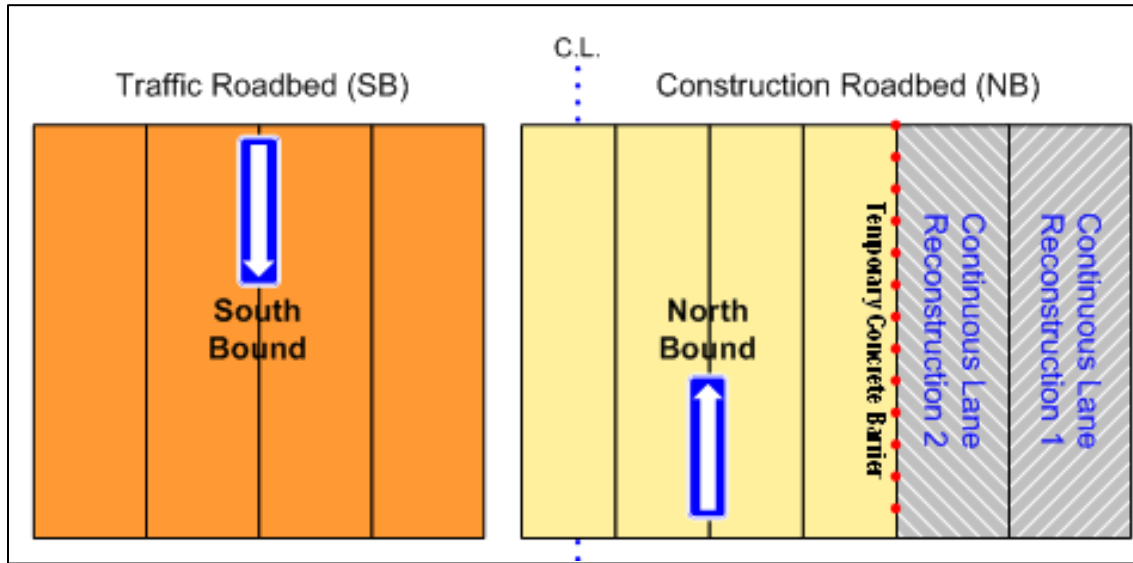 C.L.
Traffic Roadbed (SB)
Construction Roadbed (NB)
South
Bound
North
Bound
Temporary Concrete Barrier
Continuous Lane
Reconstruction 2
Continuous Lane
Reconstruction 1